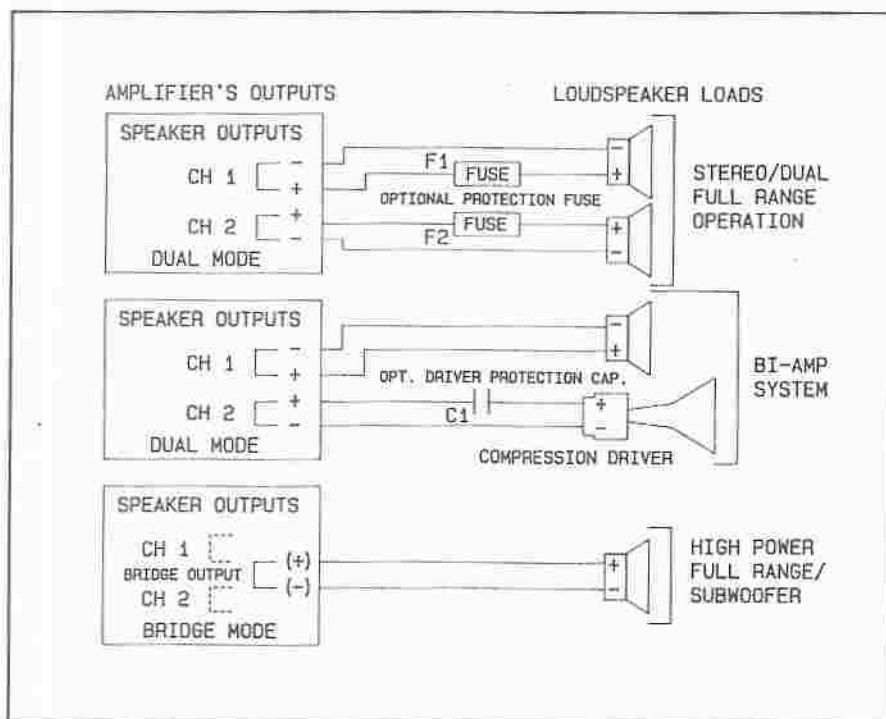 AMPLIFIER'S OUTPUTS
LOUDSPEAKER LOADS
SPEAKER OUTPUTS
CH 1
-
+
CH 2
+
-
DUAL MODE
F1
FUSE
OPTIONAL PROTECTION FUSE
FUSE
F2
-
+
+
-
STEREO/DUAL
FULL RANGE
OPERATION
SPEAKER OUTPUTS
CH 1
-
+
CH 2
+
-
DUAL MODE
-
+
OPT. DRIVER PROTECTION CAP.
C1
+
-
COMPRESSION DRIVER
BI-AMP
SYSTEM
SPEAKER OUTPUTS
CH 1
BRIDGE OUTPUT
(+)
(-)
CH 2
BRIDGE MODE
+
-
HIGH POWER
FULL RANGE/
SUBWOOFER